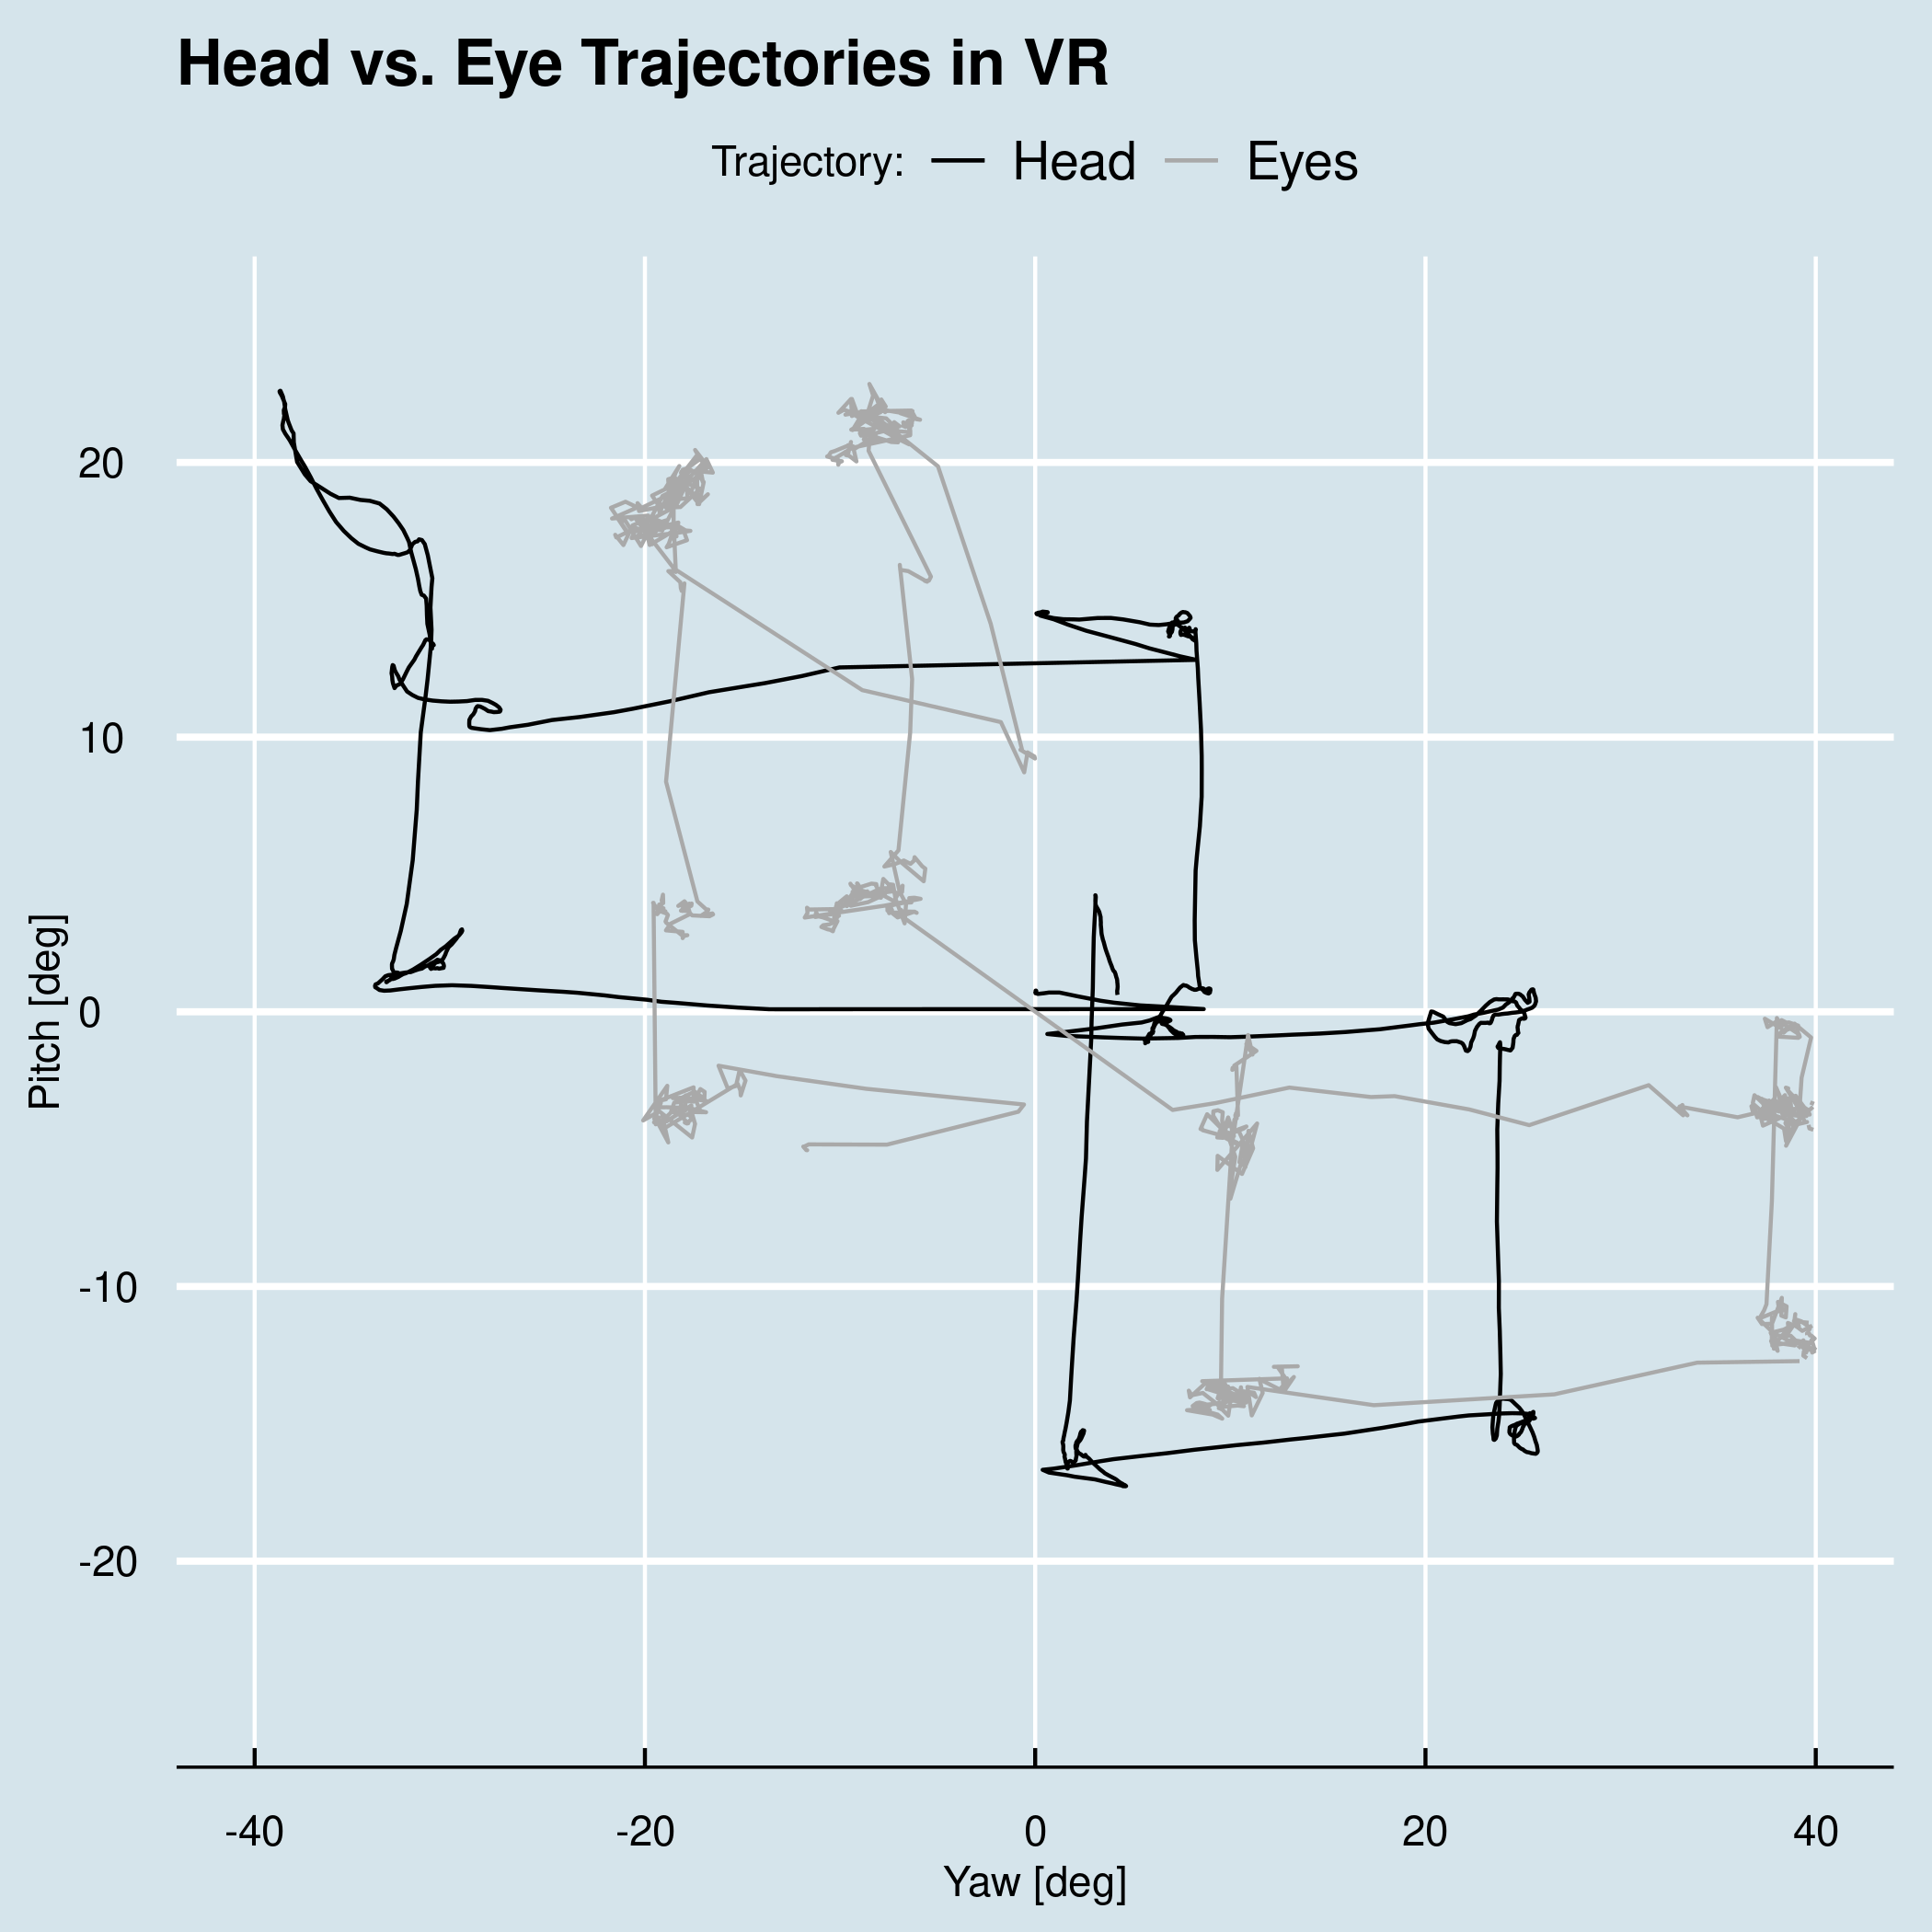 Head vs. Eye Trajectories in VR
Trajectory: Head Eyes
20
10
0
-10
-20
Pitch [deg]
-40 -20 0 20 40
Yaw [deg]